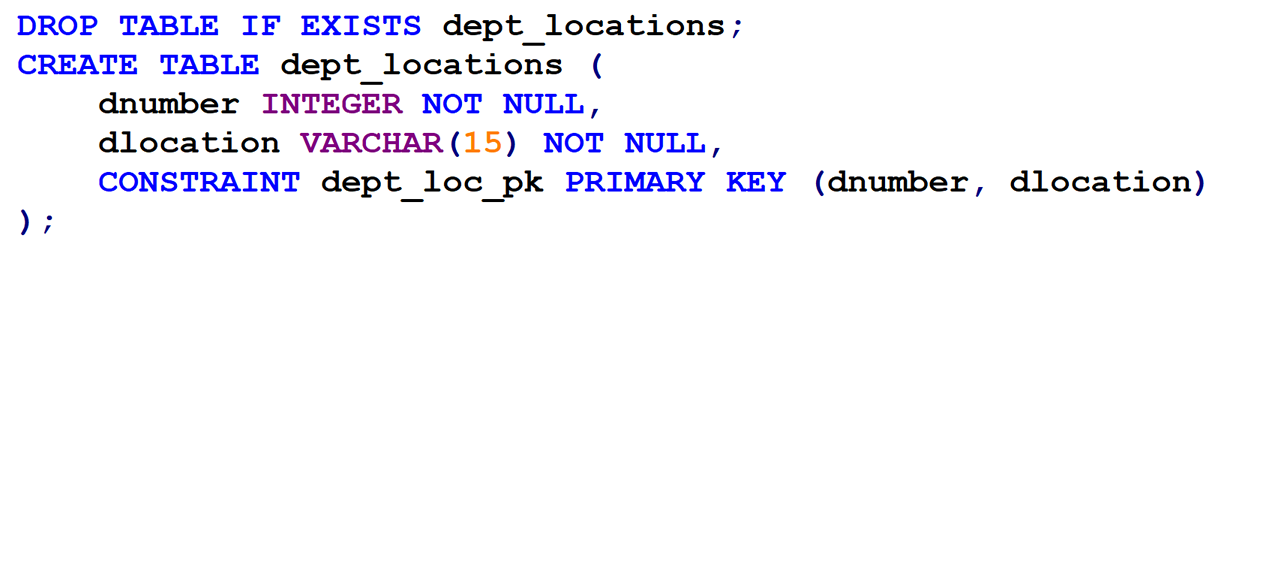 DROP TABLE IF EXISTS dept_locations;
CREATE TABLE dept_locations (
    dnumber INTEGER NOT NULL,
    dlocation VARCHAR(15) NOT NULL,
    CONSTRAINT dept_loc_pk PRIMARY KEY (dnumber, dlocation)
);